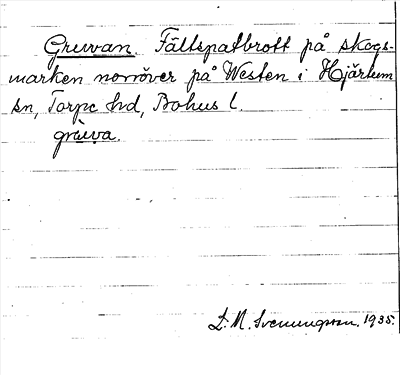 Gruvan. Fältspatbrott på skogs-
marken norröver på Westen i Hjärtum
sn, Torpe hd, Bohus l.
gruva.
D. M. Svenungsson. 1935.